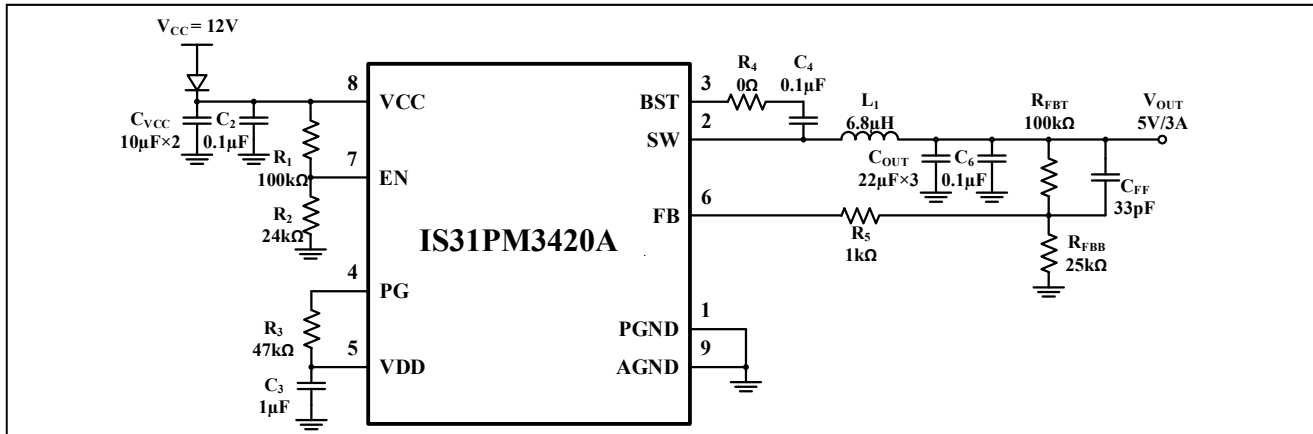 V_CC = 12V
C_VCC
10µF×2
C_2
0.1µF
R_1
100kΩ
R_2
24kΩ
8
VCC
7
EN
4
PG
R_3
47kΩ
5
VDD
C_3
1µF
IS31PM3420A
BST
3
SW
2
FB
6
PGND
1
AGND
9
R_4
0Ω
C_4
0.1µF
L_1
6.8µH
C_OUT
22µF×3
C_6
0.1µF
R_FBT
100kΩ
V_OUT
5V/3A
C_FF
33pF
R_5
1kΩ
R_FBB
25kΩ